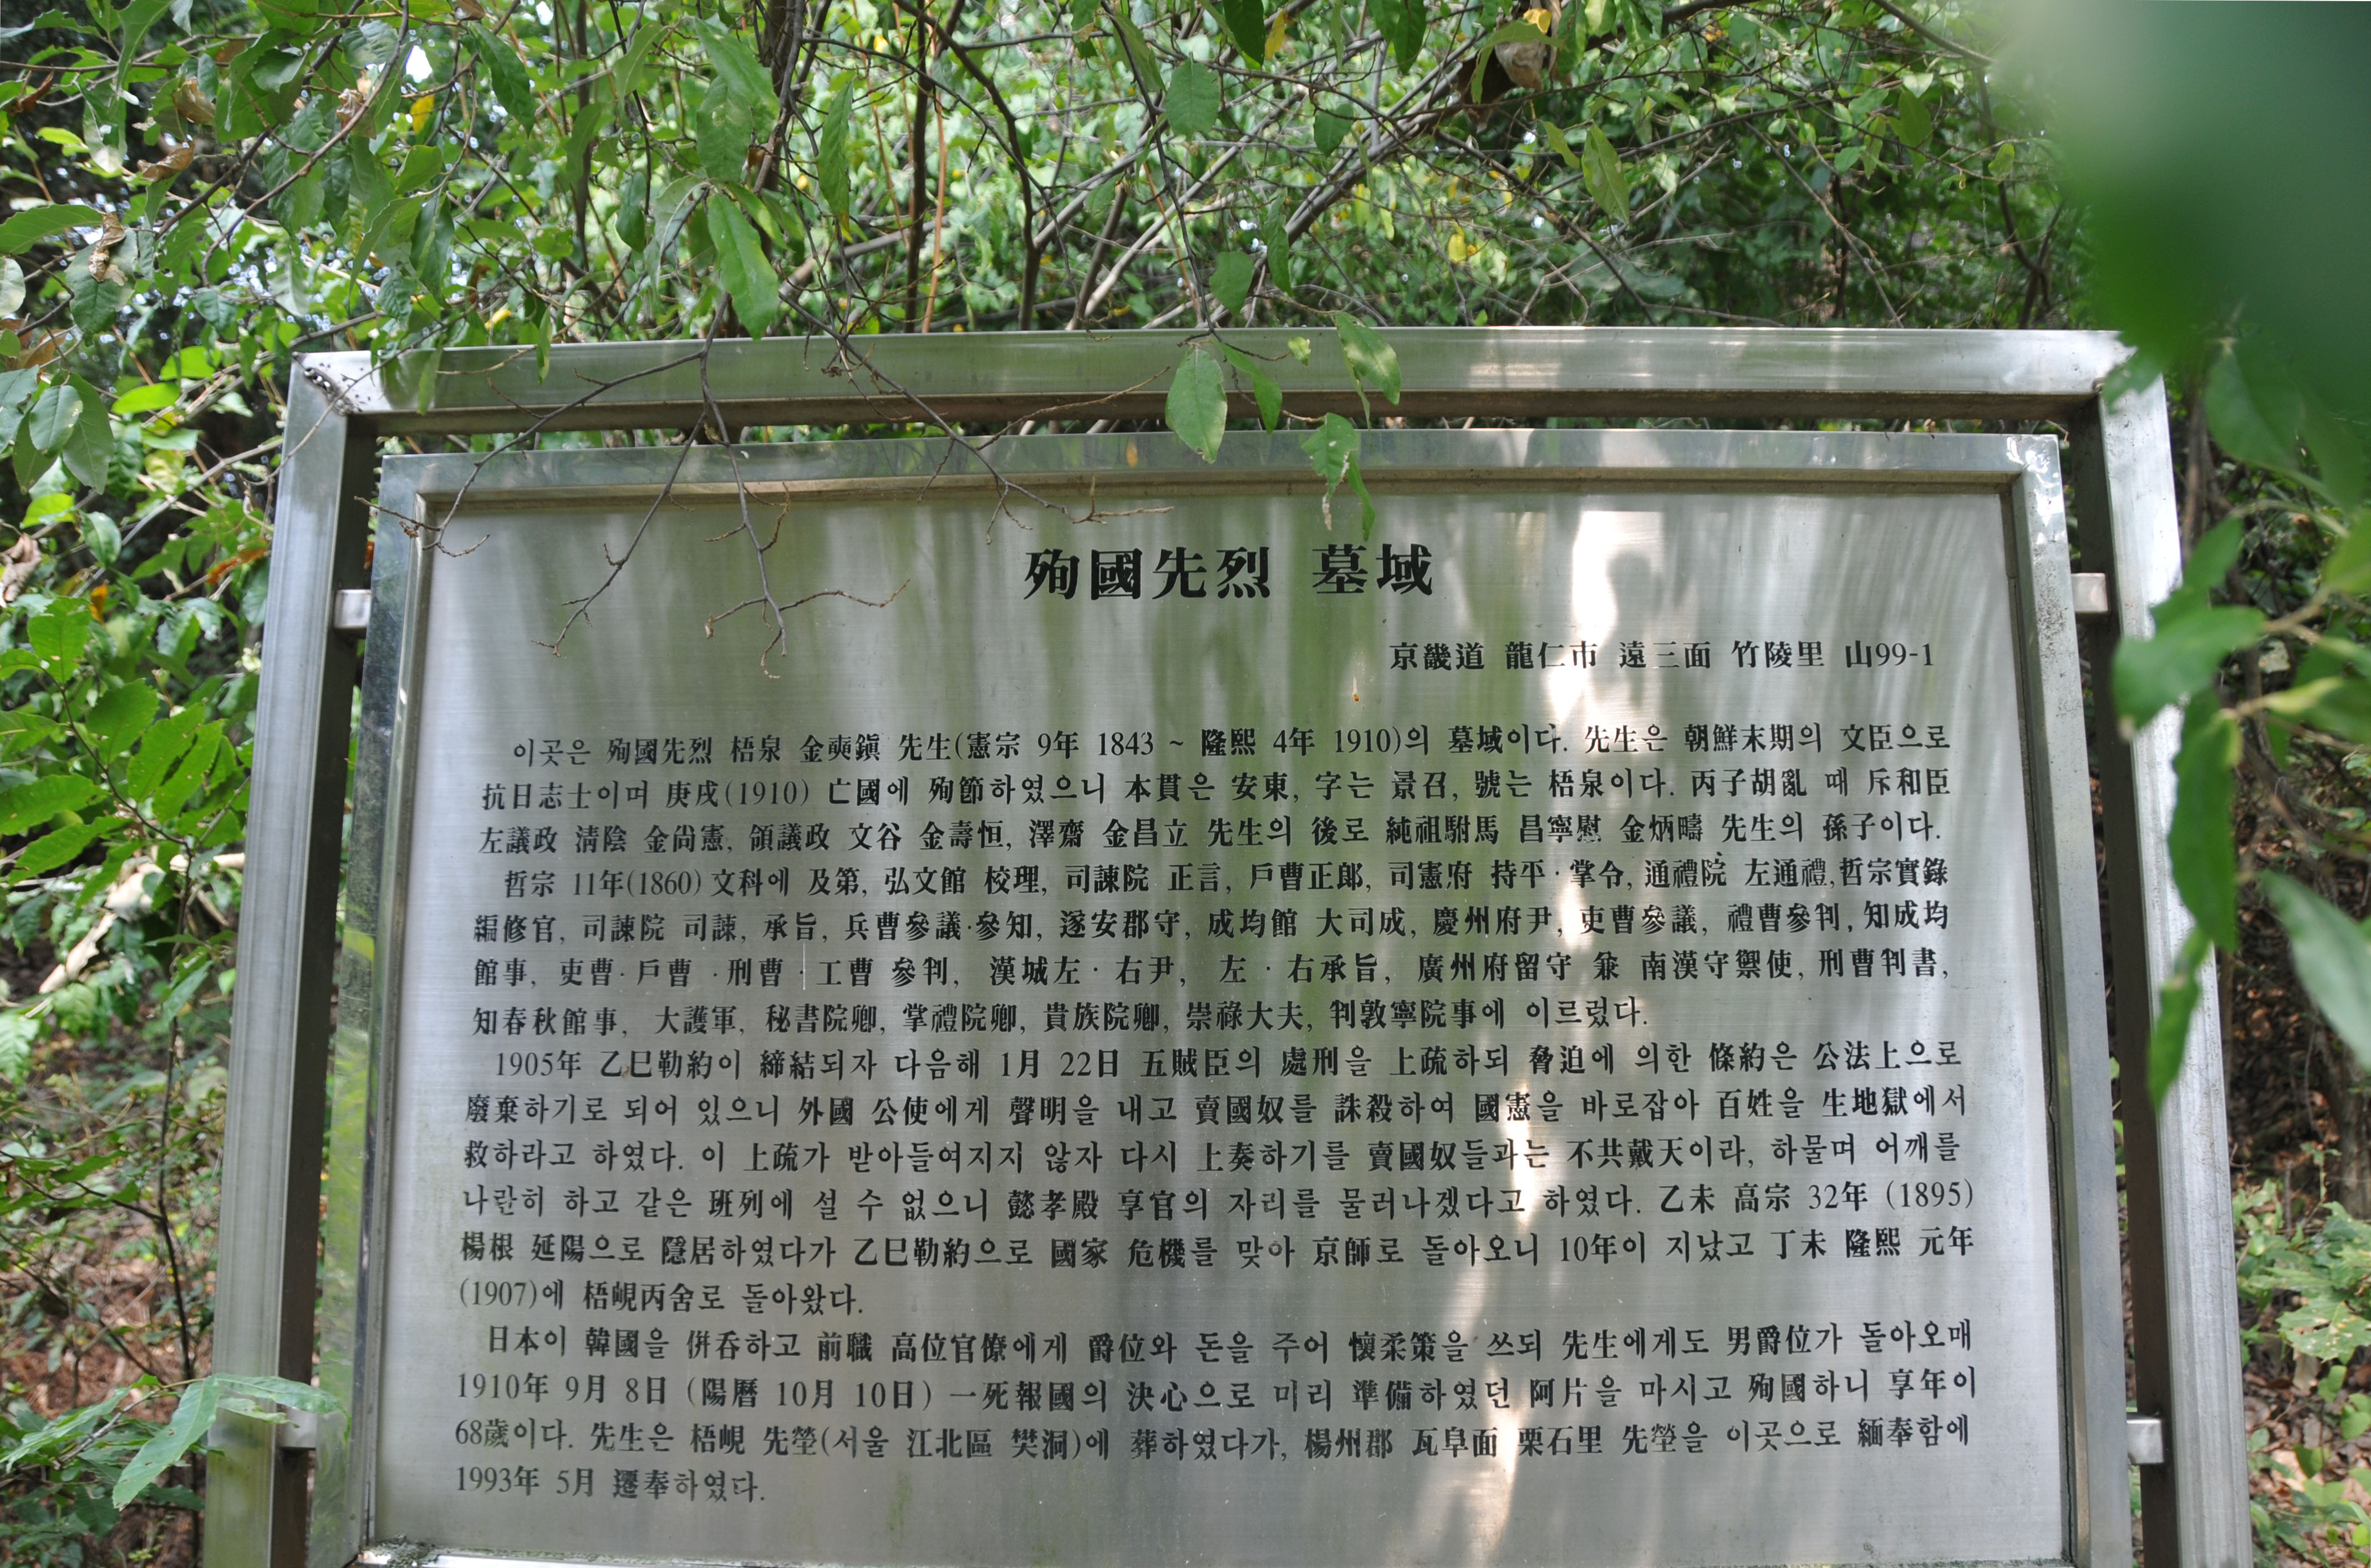 殉國先烈 墓域
京畿道 龍仁市 遠三面 竹陵里 山99-1
이곳은 殉國先烈 梧泉 金奭鎭 先生(憲宗 9年 1843 ~ 隆熙 4年 1910)의 墓域이다. 先生은 朝鮮末期의 文臣으로
抗日志士이며 庚戌(1910) 亡國에 殉節하였으니 本貫은 安東, 字는 景召, 號는 梧泉이다. 丙子胡亂 때 斥和臣
左議政 淸陰 金尙憲, 領議政 文谷 金壽恒, 澤齋 金昌立 先生의 後로 純祖駙馬 昌寧慰 金炳疇 先生의 孫子이다.
哲宗 11年(1860) 文科에 及第, 弘文館 校理, 司諫院 正言, 戶曹正郞, 司憲府 持平·掌令, 通禮院 左通禮, 哲宗實錄
編修官, 司諫院 司諫, 承旨, 兵曹參議·參知, 遂安郡守, 成均館 大司成, 慶州府尹, 吏曹參議, 禮曹參判, 知成均
館事, 吏曹·戶曹 ·刑曹·工曹 參判, 漢城左·右尹, 左·右承旨, 廣州府留守 兼 南漢守禦使, 刑曹判書,
知春秋館事, 大護軍, 秘書院卿, 掌禮院卿, 貴族院卿, 崇祿大夫, 判敦寧院事에 이르렀다.
1905年 乙巳勒約이 締結되자 다음해 1月 22日 五賊臣의 處刑을 上疏하되 脅迫에 의한 條約은 公法上으로
廢棄하기로 되어 있으니 外國 公使에게 聲明을 내고 賣國奴를 誅殺하여 國憲을 바로잡아 百姓을 生地獄에서
救하라고 하였다. 이 上疏가 받아들여지지 않자 다시 上奏하기를 賣國奴들과는 不共戴天이라, 하물며 어깨를
나란히 하고 같은 班列에 설 수 없으니 懿孝殿 享官의 자리를 물러나겠다고 하였다. 乙未 高宗 32年 (1895)
楊根 延陽으로 隱居하였다가 乙巳勒約으로 國家 危機를 맞아 京師로 돌아오니 10年이 지났고 丁未 隆熙 元年
(1907)에 梧峴丙舍로 돌아왔다.
日本이 韓國을 倂呑하고 前職 高位官僚에게 爵位와 돈을 주어 懷柔策을 쓰되 先生에게도 男爵位가 돌아오매
1910年 9月 8日 (陽曆 10月 10日) 一死報國의 決心으로 미리 準備하였던 阿片을 마시고 殉國하니 享年이
68歲이다. 先生은 梧峴 先塋(서울 江北區 樊洞)에 葬하였다가, 楊州郡 瓦阜面 栗石里 先塋을 이곳으로 緬奉함에
1993年 5月 遷奉하였다.